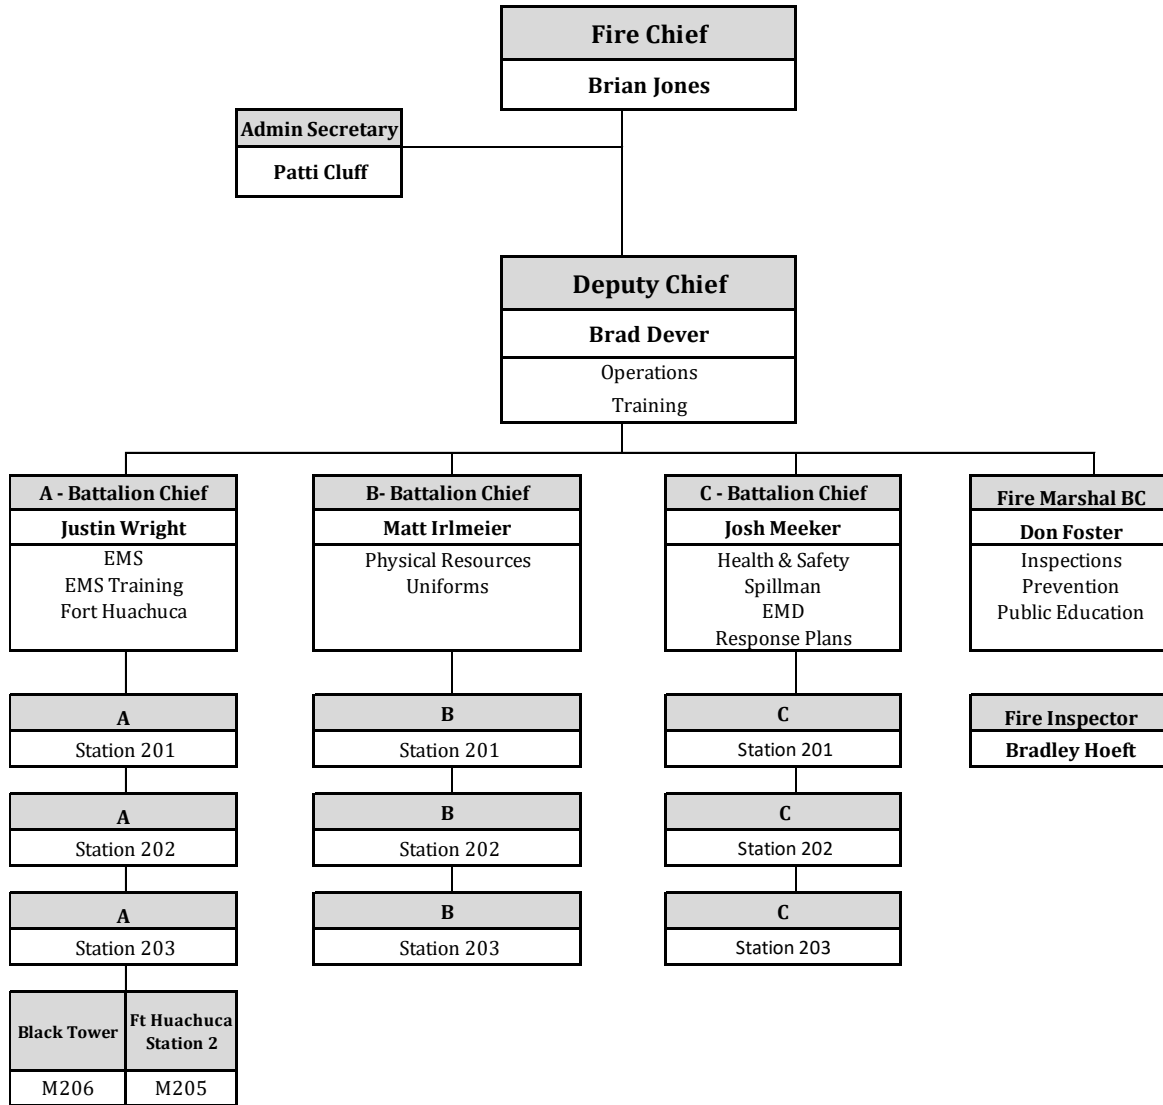 Fire Chief
Brian Jones
Admin Secretary
Patti Cluff
Deputy Chief
Brad Dever
Operations
Training
A - Battalion Chief
Justin Wright
EMS
EMS Training
Fort Huachuca
B- Battalion Chief
Matt Irlmeier
Physical Resources
Uniforms
C - Battalion Chief
Josh Meeker
Health & Safety
Spillman
EMD
Response Plans
Fire Marshal BC
Don Foster
Inspections
Prevention
Public Education
A
Station 201
B
Station 201
C
Station 201
Fire Inspector
Bradley Hoeft
A
Station 202
B
Station 202
C
Station 202
A
Station 203
B
Station 203
C
Station 203
Black Tower
M206
Ft Huachuca
Station 2
M205